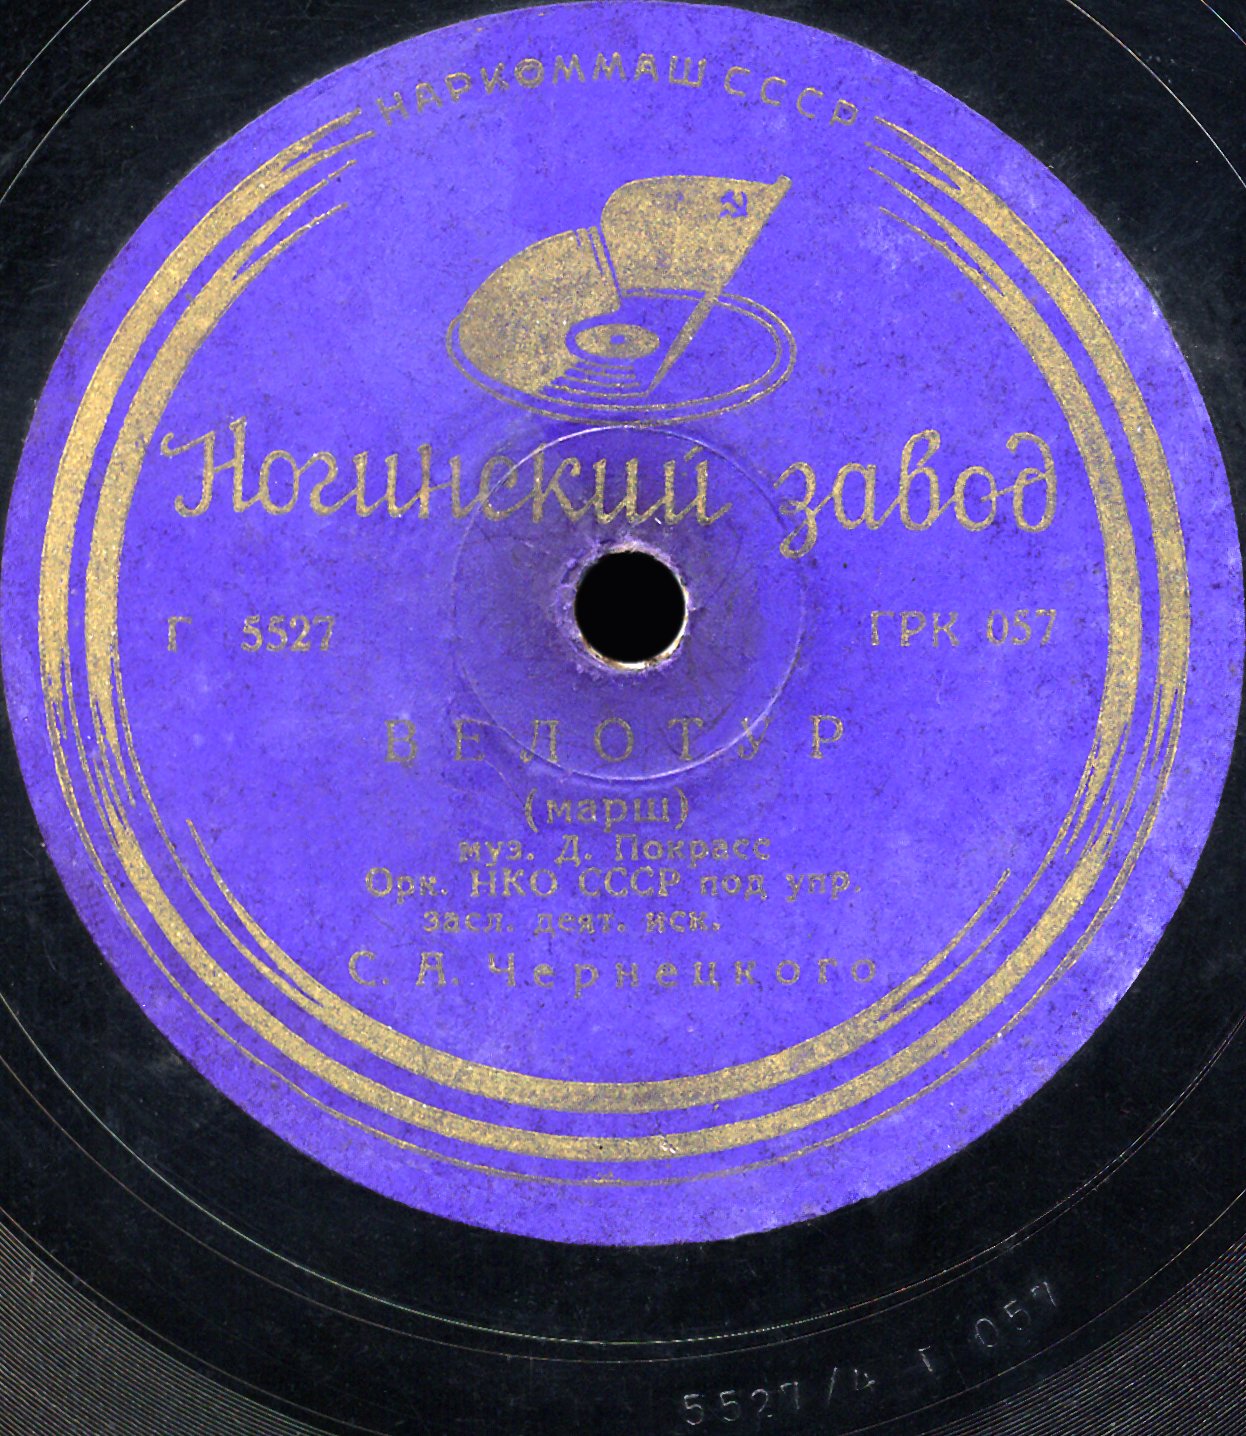 НАРКОММАШ СССР
Ногинский завод
Г 5527
ГРК 057
ВЕЛОТУР
(марш)
муз. Д. Покрасс
Орк. НКО СССР под упр.
засл. деят. иск.
С. А. Чернецкого
5527/4 Г 057